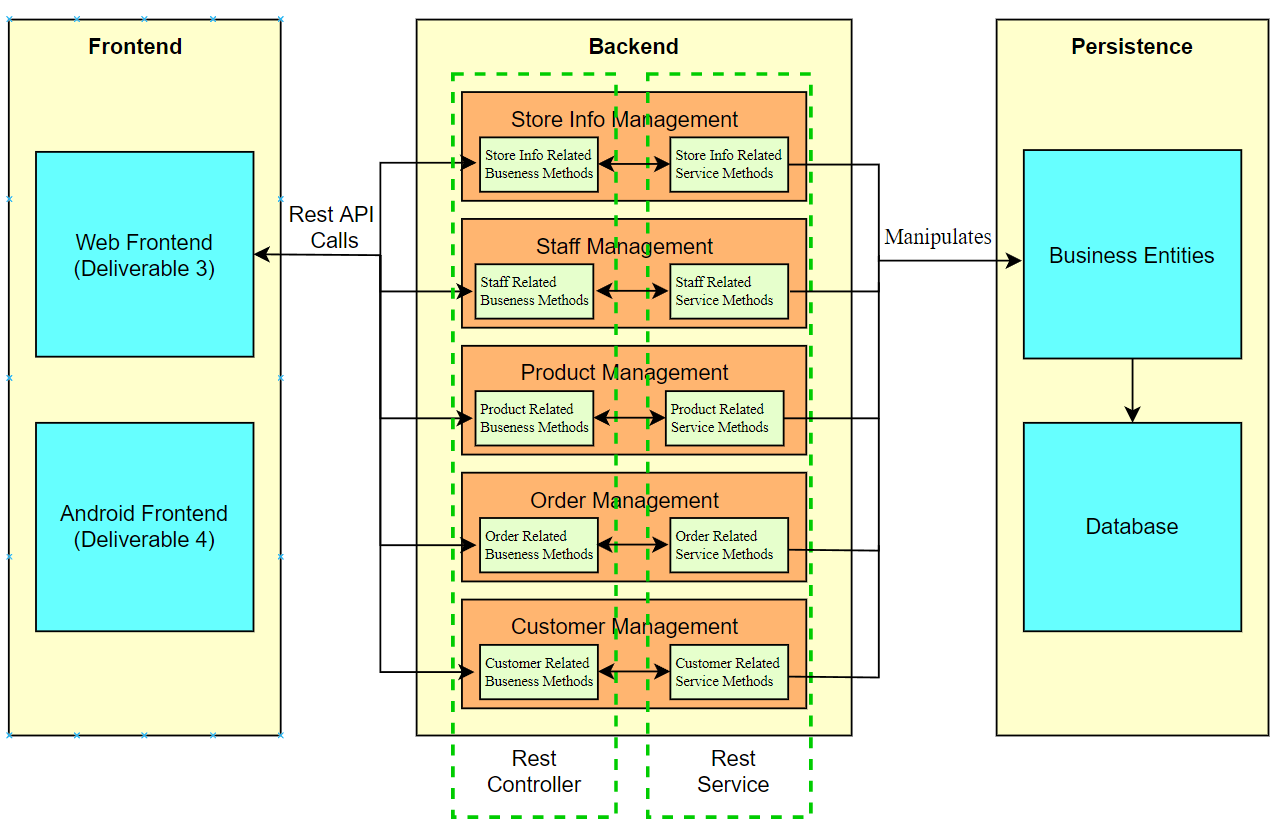 Frontend
Web Frontend
(Deliverable 3)
Android Frontend
(Deliverable 4)
Rest API
Calls
Backend
Store Info Management
Store Info Related
Buseness Methods
Store Info Related
Service Methods
Staff Management
Staff Related
Buseness Methods
Staff Related
Service Methods
Product Management
Product Related
Buseness Methods
Product Related
Service Methods
Order Management
Order Related
Buseness Methods
Order Related
Service Methods
Customer Management
Customer Related
Buseness Methods
Customer Related
Service Methods
Rest
Controller
Rest
Service
Manipulates
Persistence
Business Entities
Database